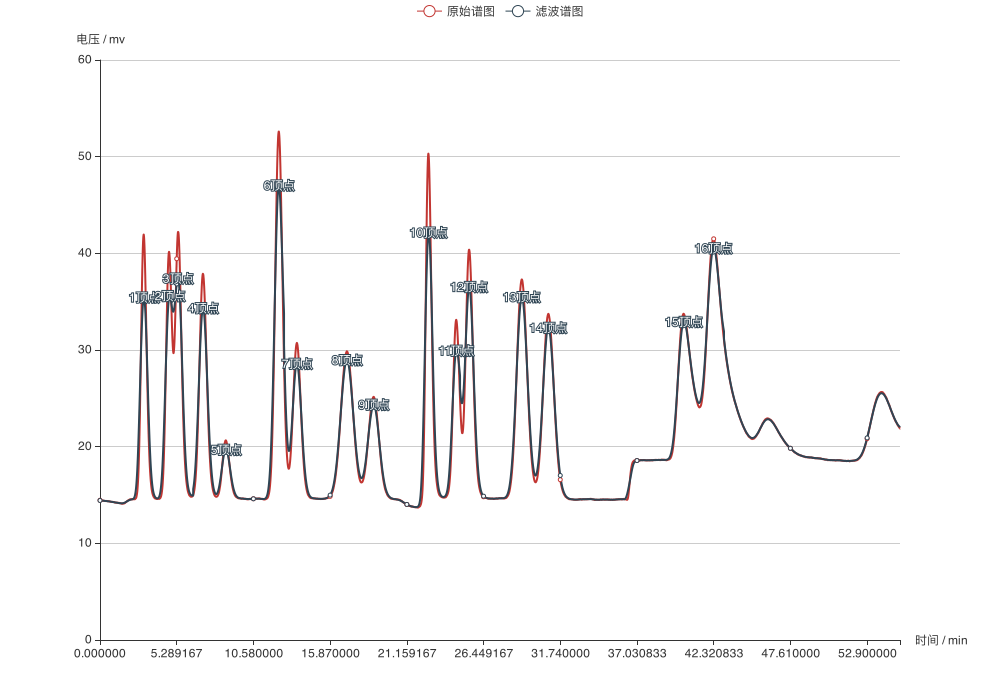 原始谱图 滤波谱图
电压 / mv
60
50
40
30
20
10
0
1顶点
2顶点
3顶点
4顶点
5顶点
6顶点
7顶点
8顶点
9顶点
10顶点
11顶点
12顶点
13顶点
14顶点
15顶点
16顶点
0.000000 5.289167 10.580000 15.870000 21.159167 26.449167 31.740000 37.030833 42.320833 47.610000 52.900000
时间 / min